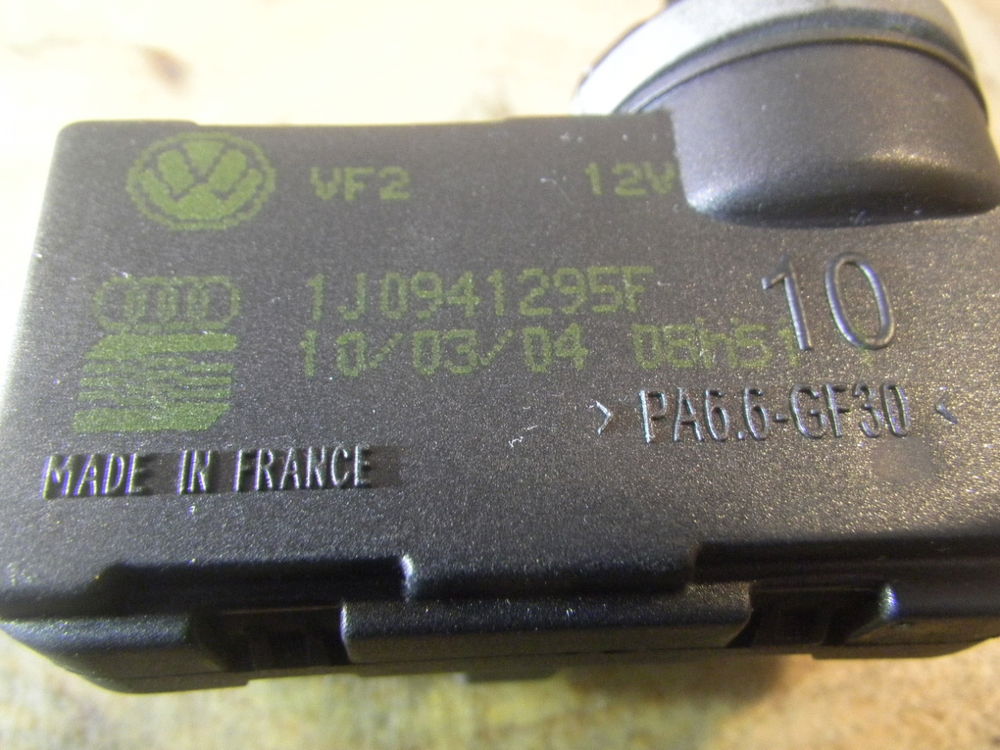 VF2 12V
1J0941295F
10/03/04 08h51
10
>PA6.6-GF30<
MADE IN FRANCE